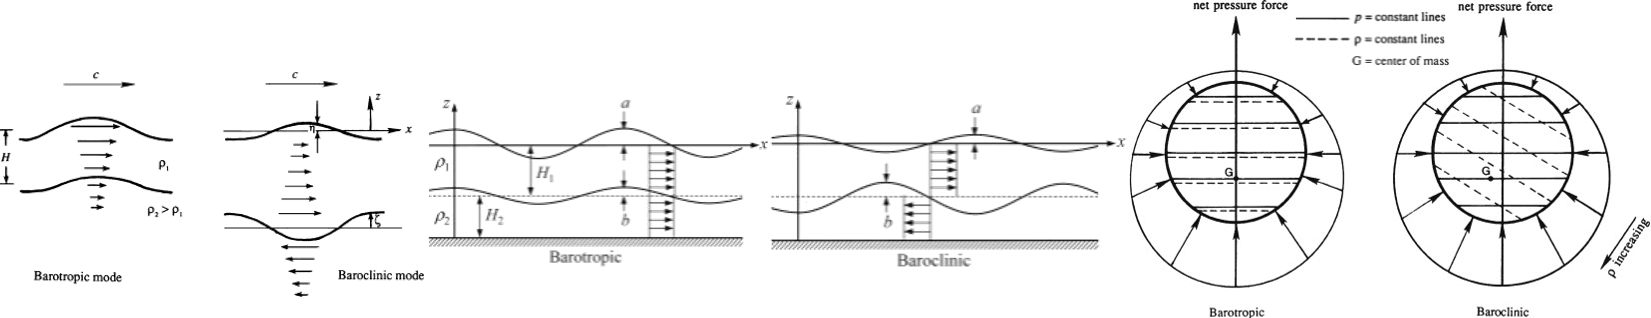 c
H
ρ₁
ρ₂ > ρ₁
Barotropic mode
c
z
η
x
ζ
Baroclinic mode
z
a
x
ρ₁
H₁
ρ₂
H₂
b
Barotropic
z
a
x
b
Baroclinic
net pressure force
p = constant lines
ρ = constant lines
G = center of mass
G
Barotropic
net pressure force
G
ρ increasing
Baroclinic